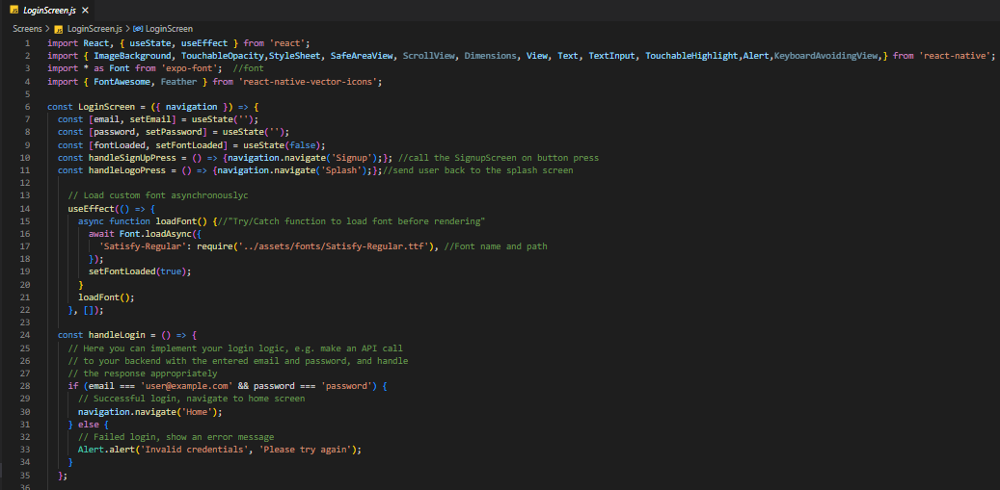 LoginScreen.js ×
Screens > LoginScreen.js > LoginScreen
1 import React, { useState, useEffect } from 'react';
2 import { ImageBackground, TouchableOpacity,StyleSheet, SafeAreaView, ScrollView, Dimensions, View, Text, TextInput, TouchableHighlight,Alert,KeyboardAvoidingView,} from 'react-native';
3 import * as Font from 'expo-font';  //font
4 import { FontAwesome, Feather } from 'react-native-vector-icons';
5
6 const LoginScreen = ({ navigation }) => {
7   const [email, setEmail] = useState('');
8   const [password, setPassword] = useState('');
9   const [fontLoaded, setFontLoaded] = useState(false);
10   const handleSignUpPress = () => {navigation.navigate('Signup');}; //call the SignupScreen on button press
11   const handleLogoPress = () => {navigation.navigate('Splash');};//send user back to the splash screen
12
13     // Load custom font asynchronouslyc
14     useEffect(() => {
15       async function loadFont() {//"Try/Catch function to load font before rendering"
16         await Font.loadAsync({
17           'Satisfy-Regular': require('../assets/fonts/Satisfy-Regular.ttf'), //Font name and path
18         });
19         setFontLoaded(true);
20       }
21       loadFont();
22     }, []);
23
24   const handleLogin = () => {
25     // Here you can implement your login logic, e.g. make an API call
26     // to your backend with the entered email and password, and handle
27     // the response appropriately
28     if (email === 'user@example.com' && password === 'password') {
29       // Successful login, navigate to home screen
30       navigation.navigate('Home');
31     } else {
32       // Failed login, show an error message
33       Alert.alert('Invalid credentials', 'Please try again');
34     }
35   };
36